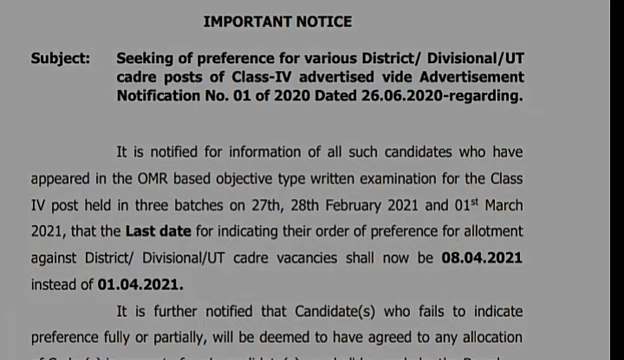 IMPORTANT NOTICE
Subject: Seeking of preference for various District/ Divisional/UT
cadre posts of Class-IV advertised vide Advertisement
Notification No. 01 of 2020 Dated 26.06.2020-regarding.
It is notified for information of all such candidates who have
appeared in the OMR based objective type written examination for the Class
IV post held in three batches on 27th, 28th February 2021 and 01st March
2021, that the Last date for indicating their order of preference for allotment
against District/ Divisional/UT cadre vacancies shall now be 08.04.2021
instead of 01.04.2021.
It is further notified that Candidate(s) who fails to indicate
preference fully or partially, will be deemed to have agreed to any allocation